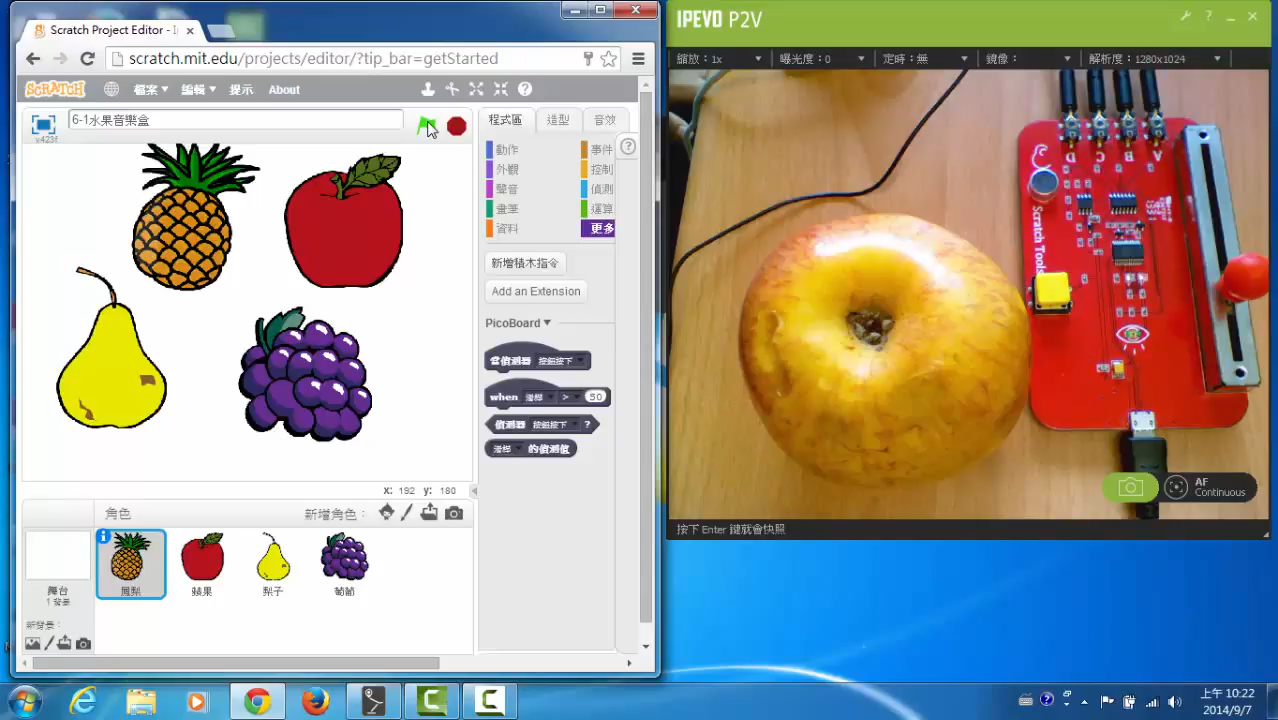 Scratch Project Editor - I
scratch.mit.edu/projects/editor/?tip_bar=getStarted
SCRATCH
檔案 編輯 提示 About
6-1水果音樂盒
v423
x: 192 y: 180
角色 新增角色：
舞台
1 背景
新背景：
鳳梨 蘋果 梨子 葡萄
程式區 造型 音效
動作 事件
外觀 控制
聲音 偵測
畫筆 運算
資料 更多
新增積木指令
Add an Extension
PicoBoard
當偵測器 按鈕按下
when 滑桿 > 50
偵測器 按鈕按下 ?
滑桿 的偵測值
IPEVO P2V
縮放：1x 曝光度：0 定時：無 鏡像： 解析度：1280x1024
D C B A
Scratch Tools
AF
Continuous
按下 Enter 鍵就會快照
上午 10:22
2014/9/7